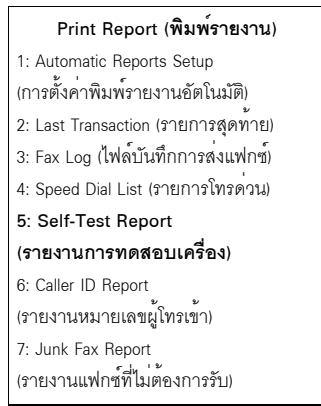 Print Report (พิมพ์รายงาน)
1: Automatic Reports Setup
(การตั้งค่าพิมพ์รายงานอัตโนมัติ)
2: Last Transaction (รายการสุดท้าย)
3: Fax Log (ไฟล์บันทึกการส่งแฟกซ์)
4: Speed Dial List (รายการโทรด่วน)
5: Self-Test Report
(รายงานการทดสอบเครื่อง)
6: Caller ID Report
(รายงานหมายเลขผู้โทรเข้า)
7: Junk Fax Report
(รายงานแฟกซ์ที่ไม่ต้องการรับ)